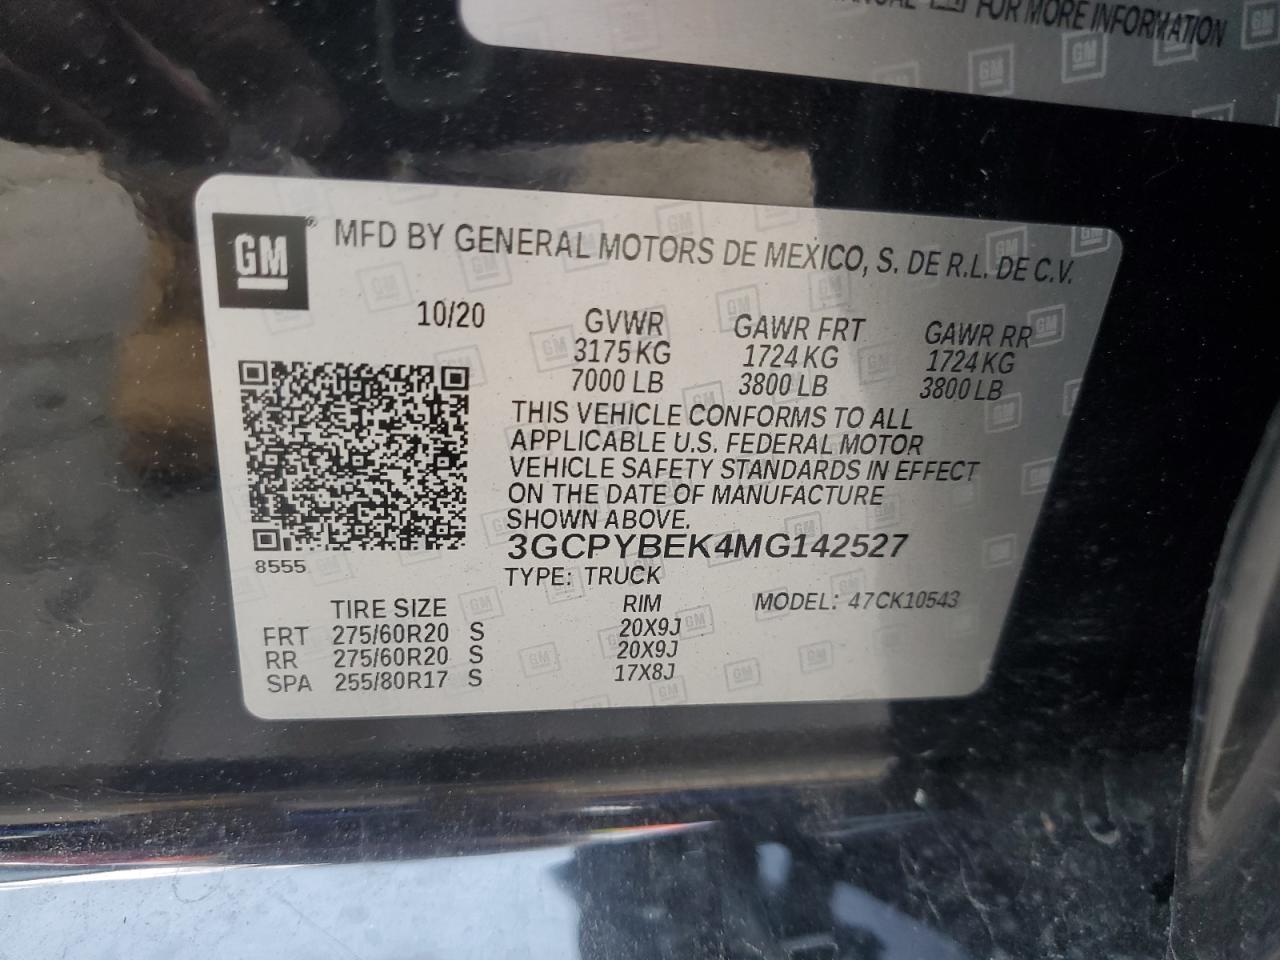 MANUAL FOR MORE INFORMATION
GM ® MFD BY GENERAL MOTORS DE MEXICO, S. DE R.L. DE C.V.
10/20 GVWR GAWR FRT GAWR RR
3175 KG 1724 KG 1724 KG
7000 LB 3800 LB 3800 LB
THIS VEHICLE CONFORMS TO ALL
APPLICABLE U.S. FEDERAL MOTOR
VEHICLE SAFETY STANDARDS IN EFFECT
ON THE DATE OF MANUFACTURE
SHOWN ABOVE.
3GCPYBEK4MG142527
8555
TYPE: TRUCK
TIRE SIZE RIM MODEL: 47CK10543
FRT 275/60R20 S 20X9J
RR 275/60R20 S 20X9J
SPA 255/80R17 S 17X8J